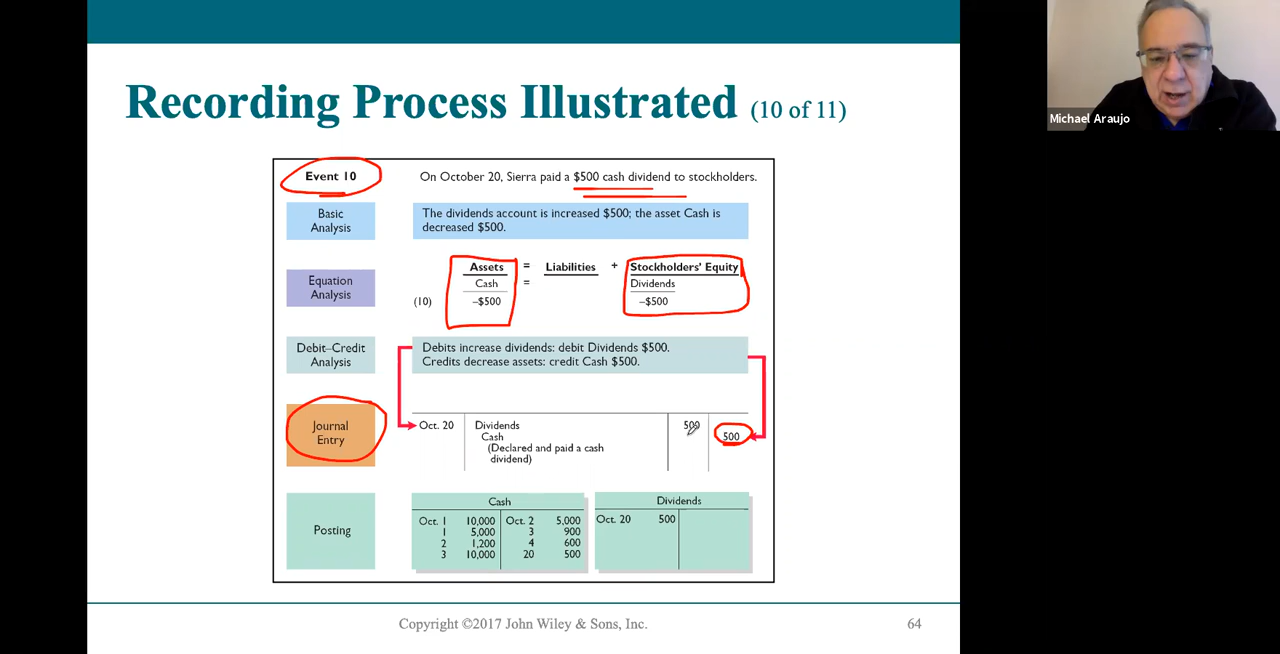 Recording Process Illustrated (10 of 11)
Michael Araujo
Event 10
On October 20, Sierra paid a $500 cash dividend to stockholders.
Basic
Analysis
The dividends account is increased $500; the asset Cash is
decreased $500.
Equation
Analysis
Assets = Liabilities + Stockholders' Equity
Cash = Dividends
(10) –$500 –$500
Debit–Credit
Analysis
Debits increase dividends: debit Dividends $500.
Credits decrease assets: credit Cash $500.
Journal
Entry
Oct. 20 Dividends 500
Cash 500
(Declared and paid a cash
dividend)
Posting
Cash
Oct. 1 10,000 Oct. 2 5,000
1 5,000 3 900
2 1,200 4 600
3 10,000 20 500
Dividends
Oct. 20 500
Copyright ©2017 John Wiley & Sons, Inc.
64